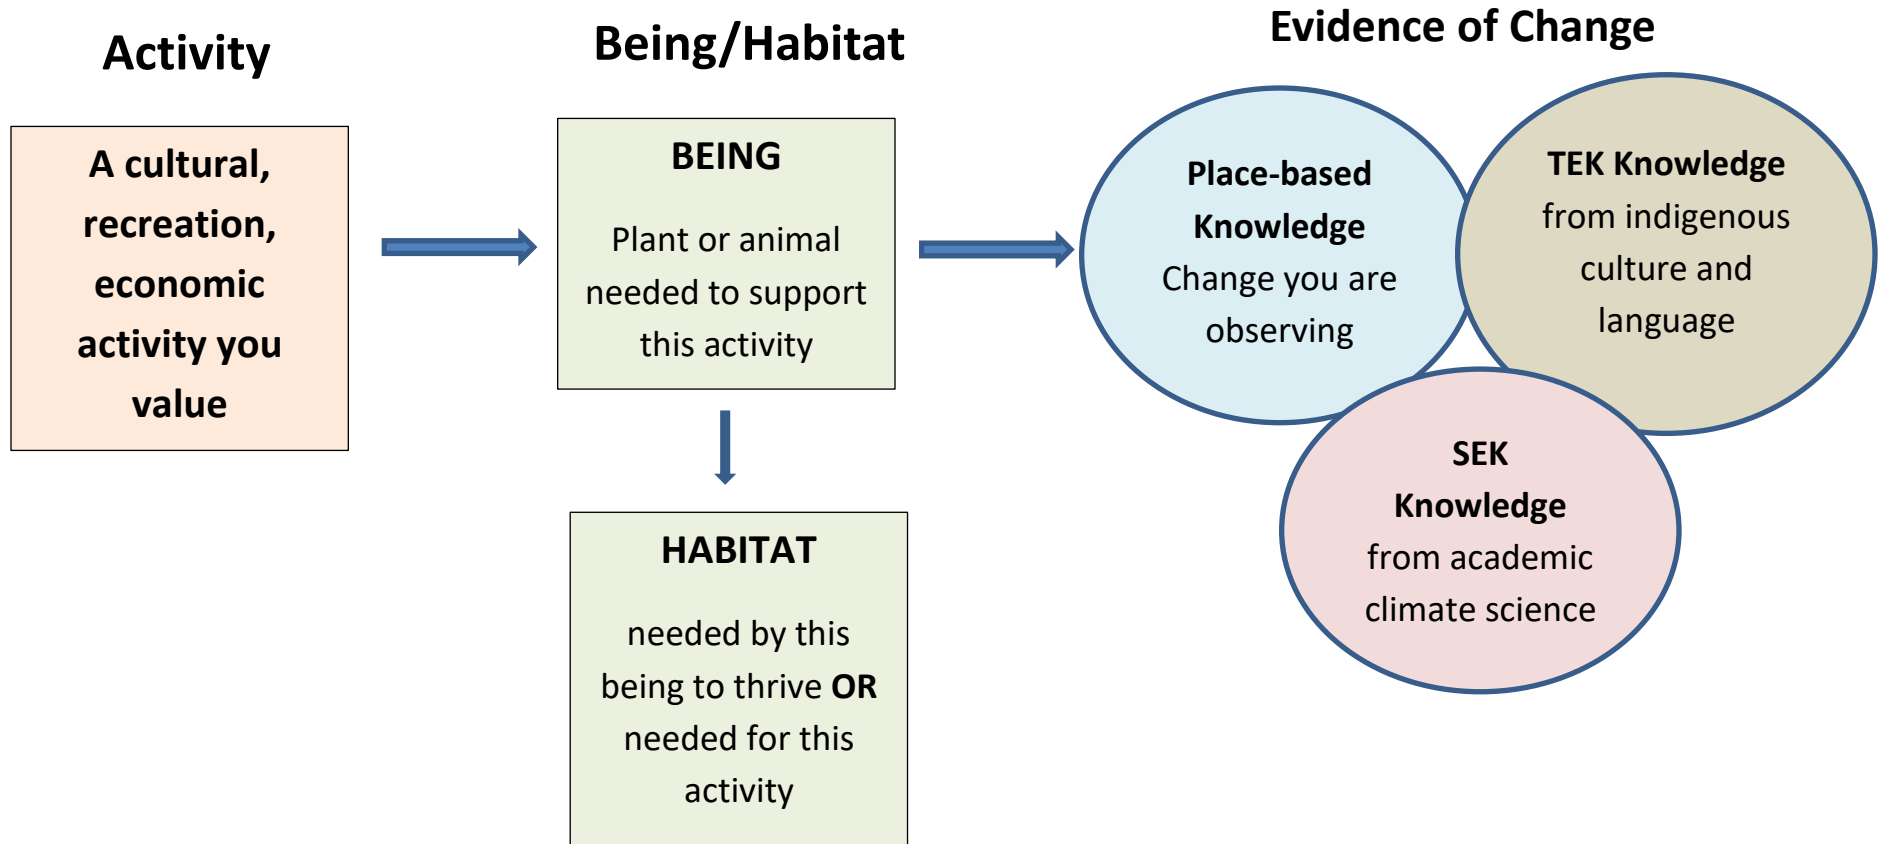 Activity
A cultural,
recreation,
economic
activity you
value
Being/Habitat
BEING
Plant or animal
needed to support
this activity
HABITAT
needed by this
being to thrive OR
needed for this
activity
Evidence of Change
Place-based
Knowledge
Change you are
observing
TEK Knowledge
from indigenous
culture and
language
SEK
Knowledge
from academic
climate science